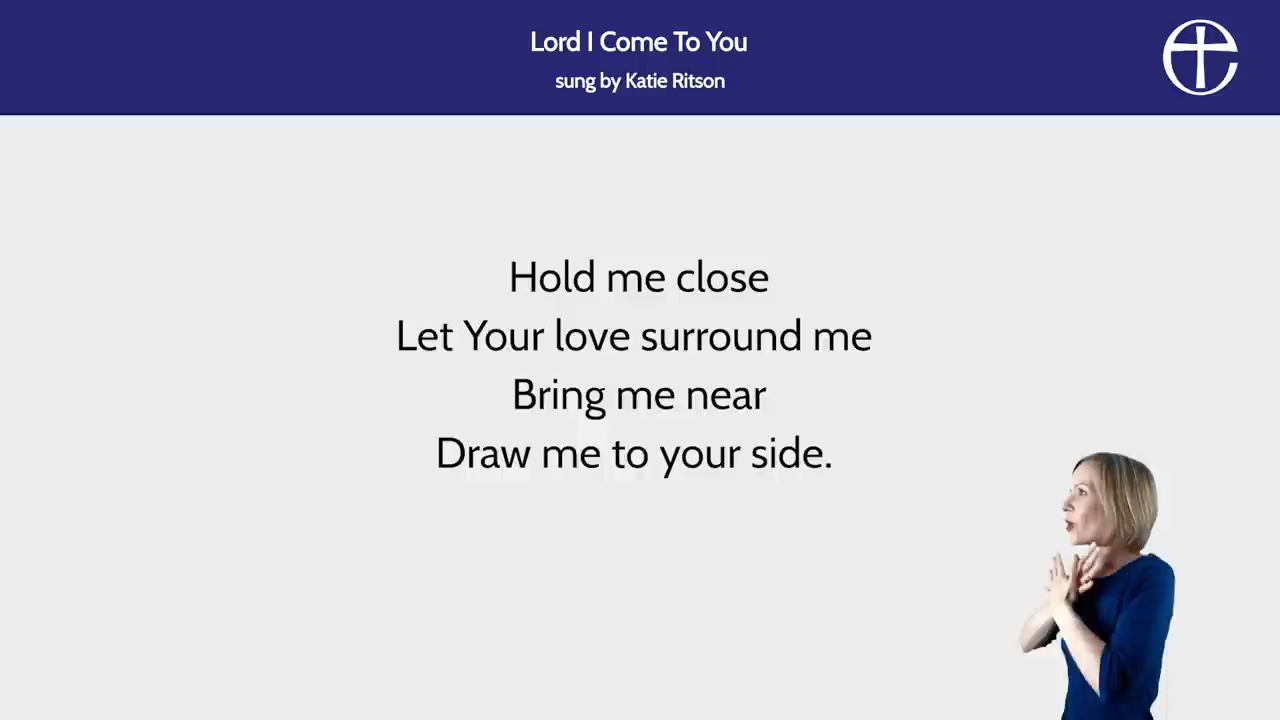 Lord I Come To You
sung by Katie Ritson
Hold me close
Let Your love surround me
Bring me near
Draw me to your side.